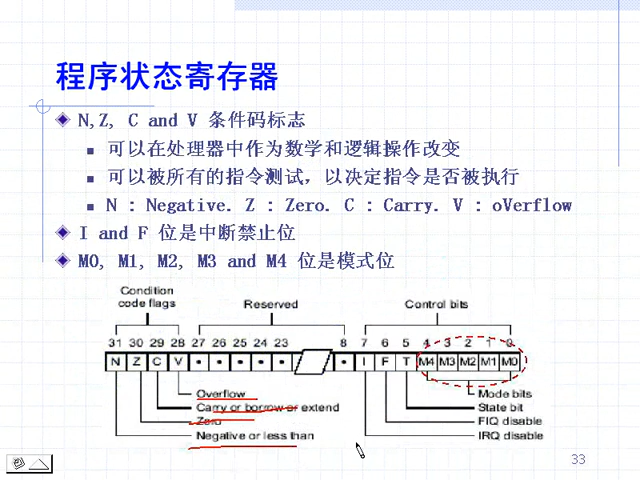 程序状态寄存器
N,Z, C and V 条件码标志
可以在处理器中作为数学和逻辑操作改变
可以被所有的指令测试，以决定指令是否被执行
N : Negative. Z : Zero. C : Carry. V : oVerflow
I and F 位是中断禁止位
M0, M1, M2, M3 and M4 位是模式位
Condition
code flags
Reserved
Control bits
31 30 29 28 27 26 25 24 23 8 7 6 5 4 3 2 1 0
N Z C V • • • • • • I F T M4 M3 M2 M1 M0
Overflow
Carry or borrow or extend
Zero
Negative or less than
Mode bits
State bit
FIQ disable
IRQ disable
33